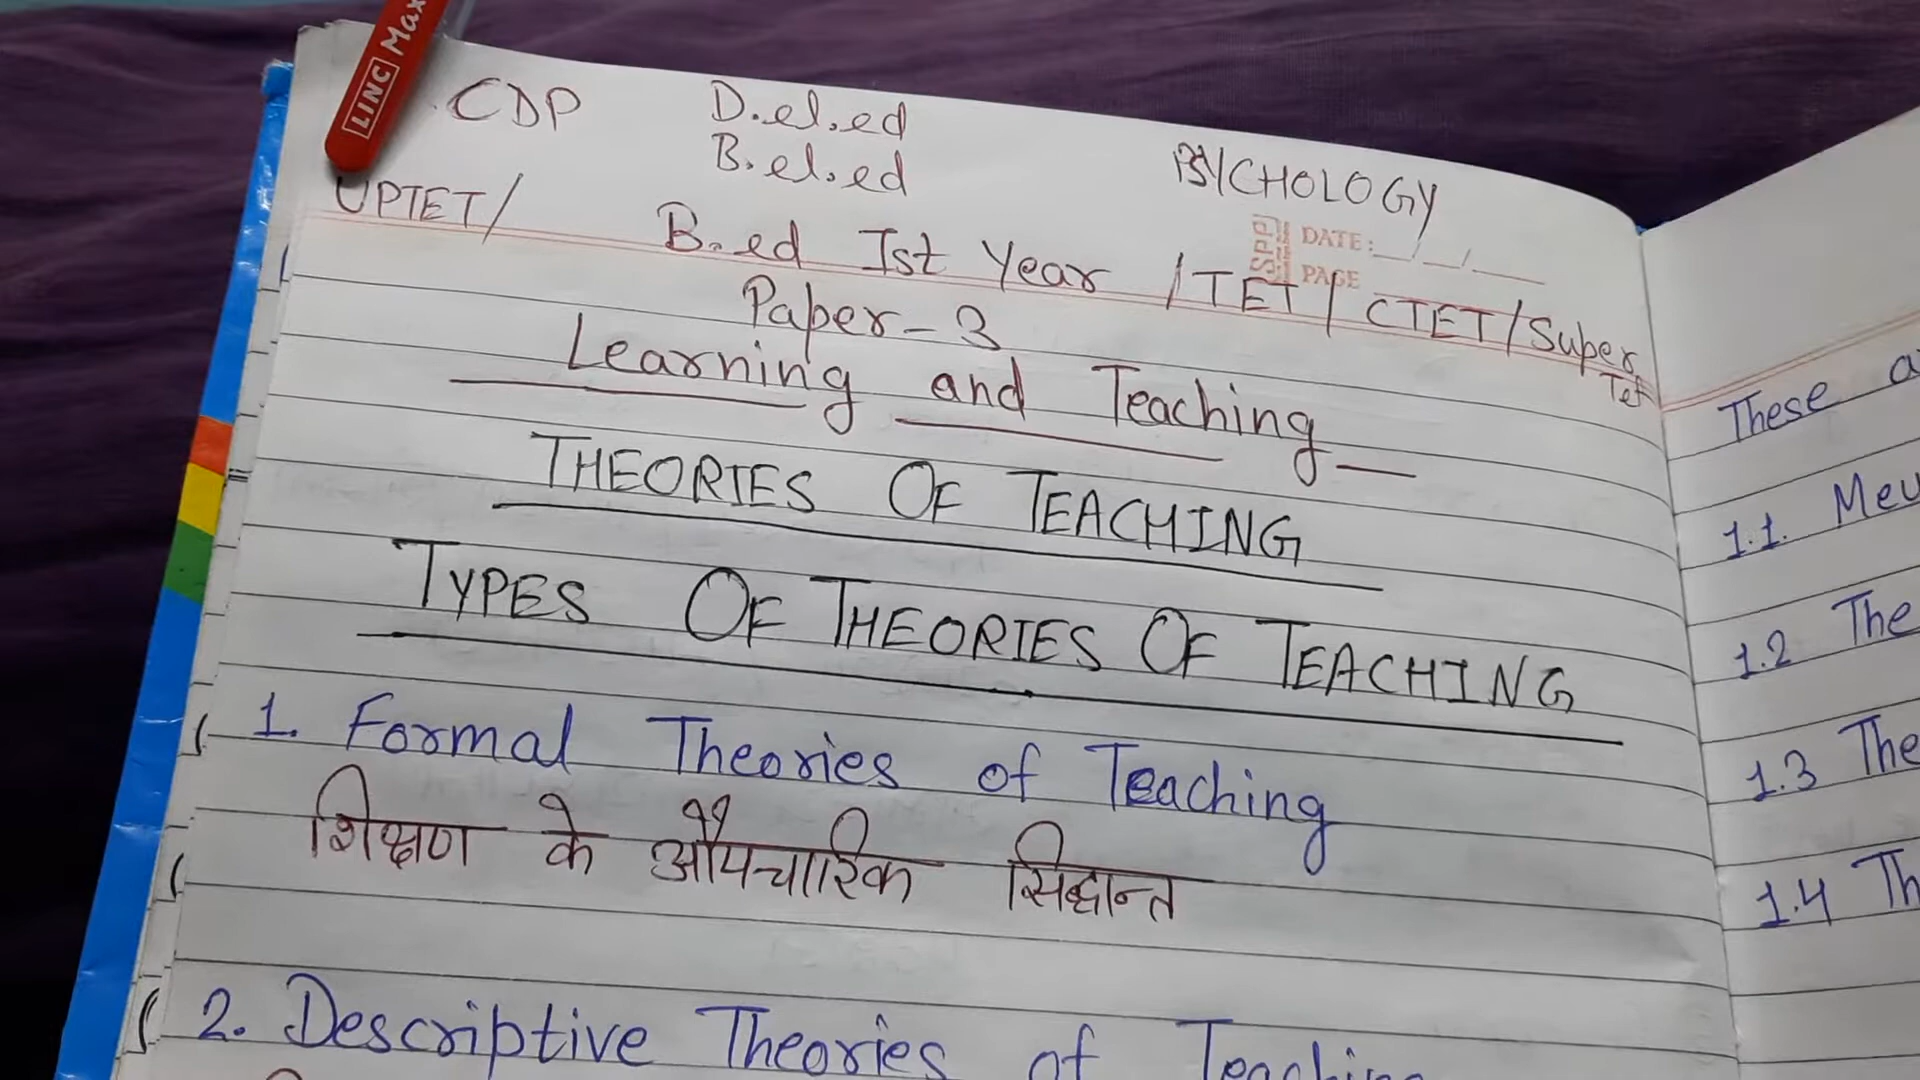 LINC Max
CDP D.el.ed
B.el.ed
PSYCHOLOGY
UPTET/ B.ed Ist Year /TET/ CTET/Super Tet
DATE:
PAGE
Paper-3
Learning and Teaching
THEORIES OF TEACHING
TYPES OF THEORIES OF TEACHING
1. Formal Theories of Teaching
शिक्षण के औपचारिक सिद्धान्त
2. Descriptive Theories of Teaching
These
1.1.
1.2 The
1.3 The
1.4